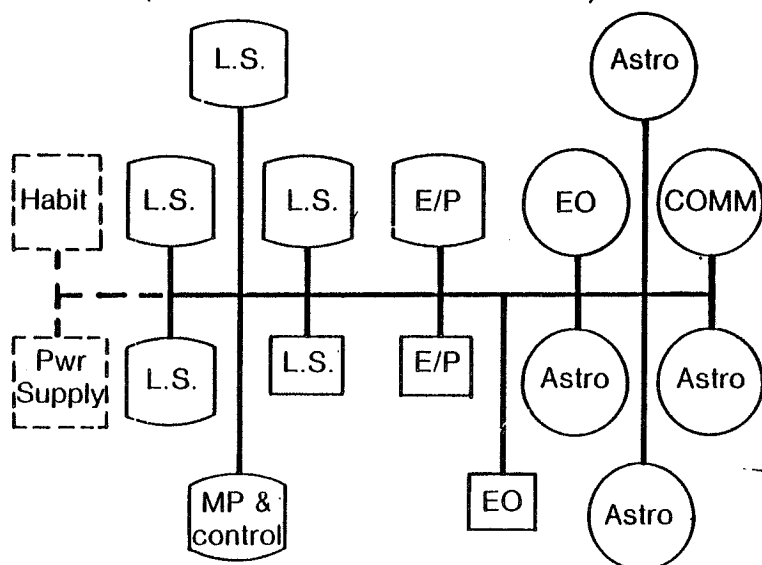 L.S.
Astro
Habit
L.S.
L.S.
E/P
EO
COMM
Pwr
Supply
L.S.
L.S.
E/P
Astro
Astro
MP &
control
EO
Astro